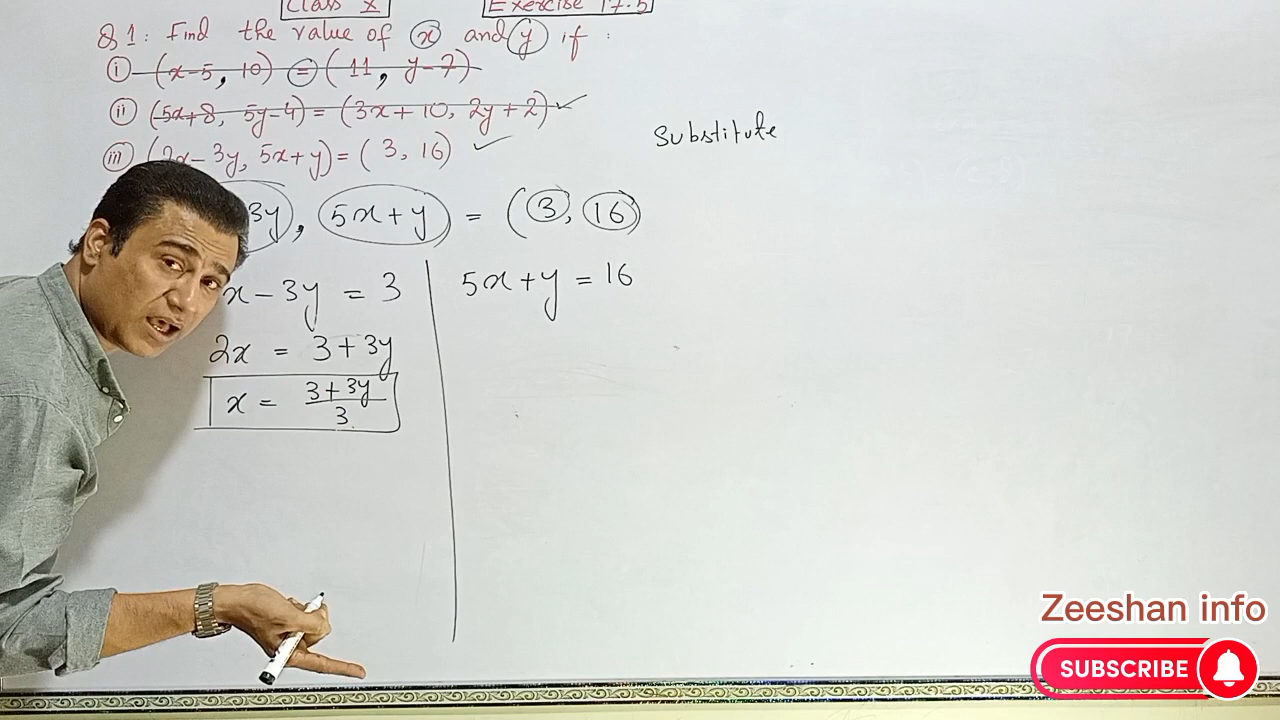 Class X Exercise 17.5
Q 1: Find the value of x and y if :
i (x-5, 10) = (11, y-7)
ii (5x+8, 5y-4) = (3x+10, 2y+2)
iii (2x-3y, 5x+y) = (3, 16)
Substitute
3y, 5x+y) = (3, 16)
x-3y = 3
2x = 3+3y
x = 3+3y/3
5x+y = 16
Zeeshan info
SUBSCRIBE